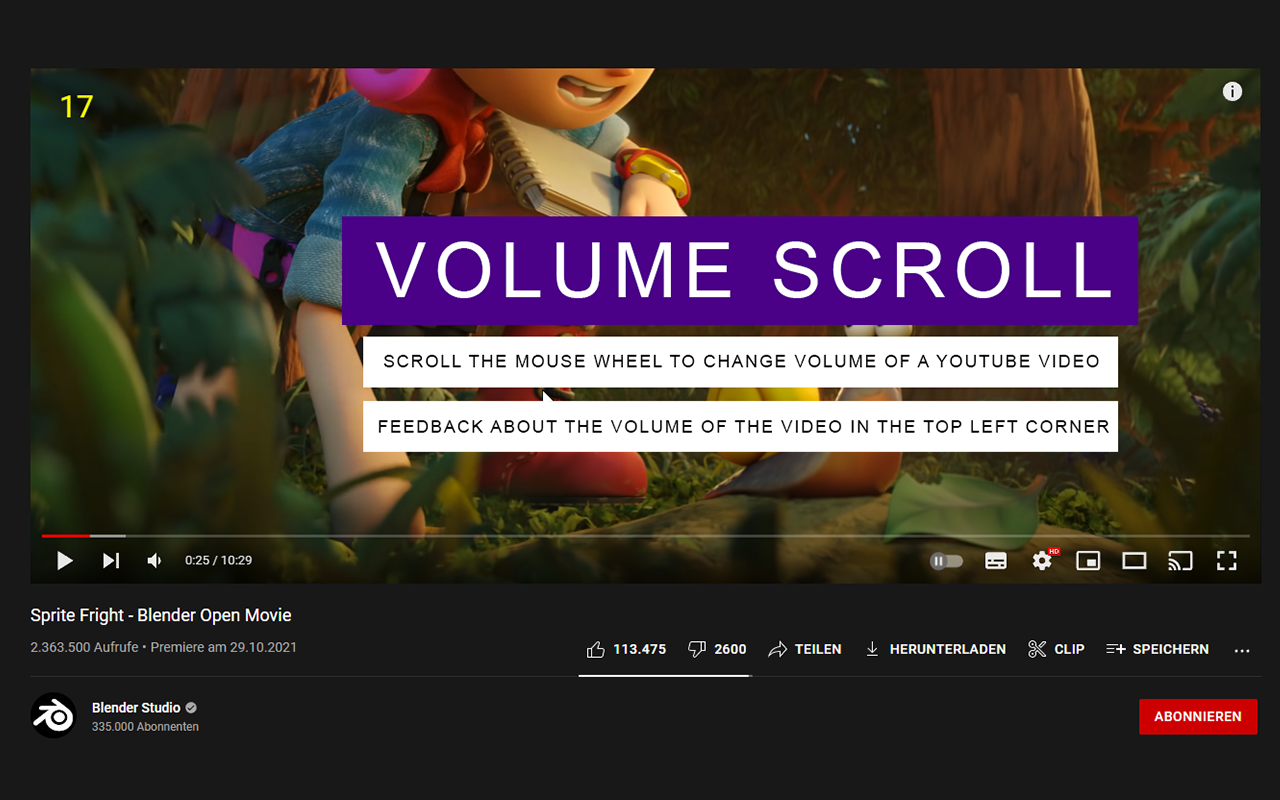 17
VOLUME SCROLL
SCROLL THE MOUSE WHEEL TO CHANGE VOLUME OF A YOUTUBE VIDEO
FEEDBACK ABOUT THE VOLUME OF THE VIDEO IN THE TOP LEFT CORNER
0:25 / 10:29
HD
Sprite Fright - Blender Open Movie
2.363.500 Aufrufe • Premiere am 29.10.2021
113.475 2600 TEILEN HERUNTERLADEN CLIP SPEICHERN ...
Blender Studio
335.000 Abonnenten
ABONNIEREN